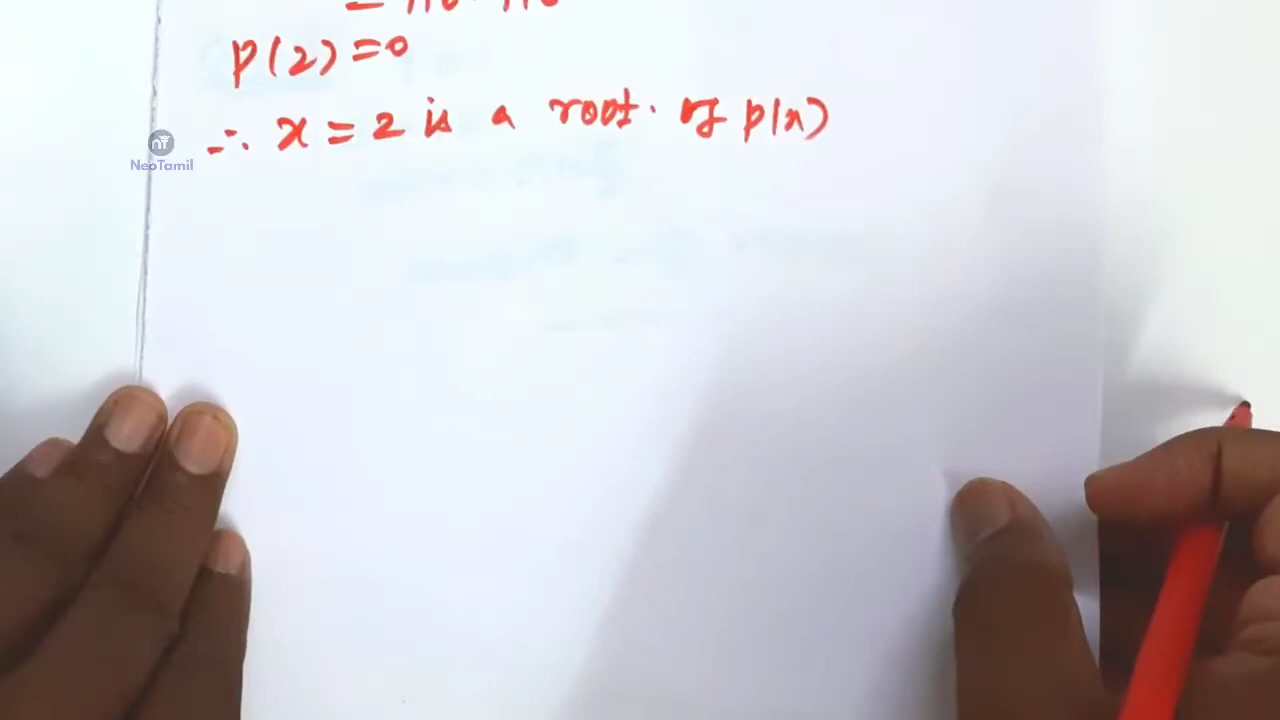 p(2)=0
∴ x = 2 is a root. of p(x)
NeoTamil